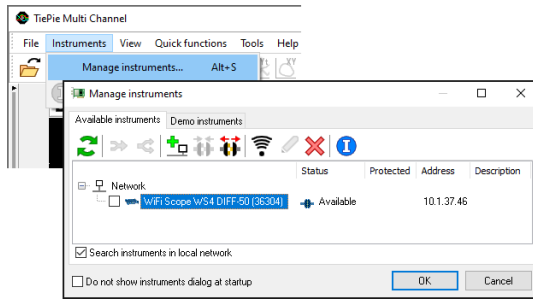 TiePie Multi Channel
File Instruments View Quick functions Tools Help
Manage instruments... Alt+S
XY
Manage instruments
Available instruments Demo instruments
Status Protected Address Description
Network
WiFi Scope WS4 DIFF-50 (36304) Available 10.1.37.46
Search instruments in local network
Do not show instruments dialog at startup OK Cancel